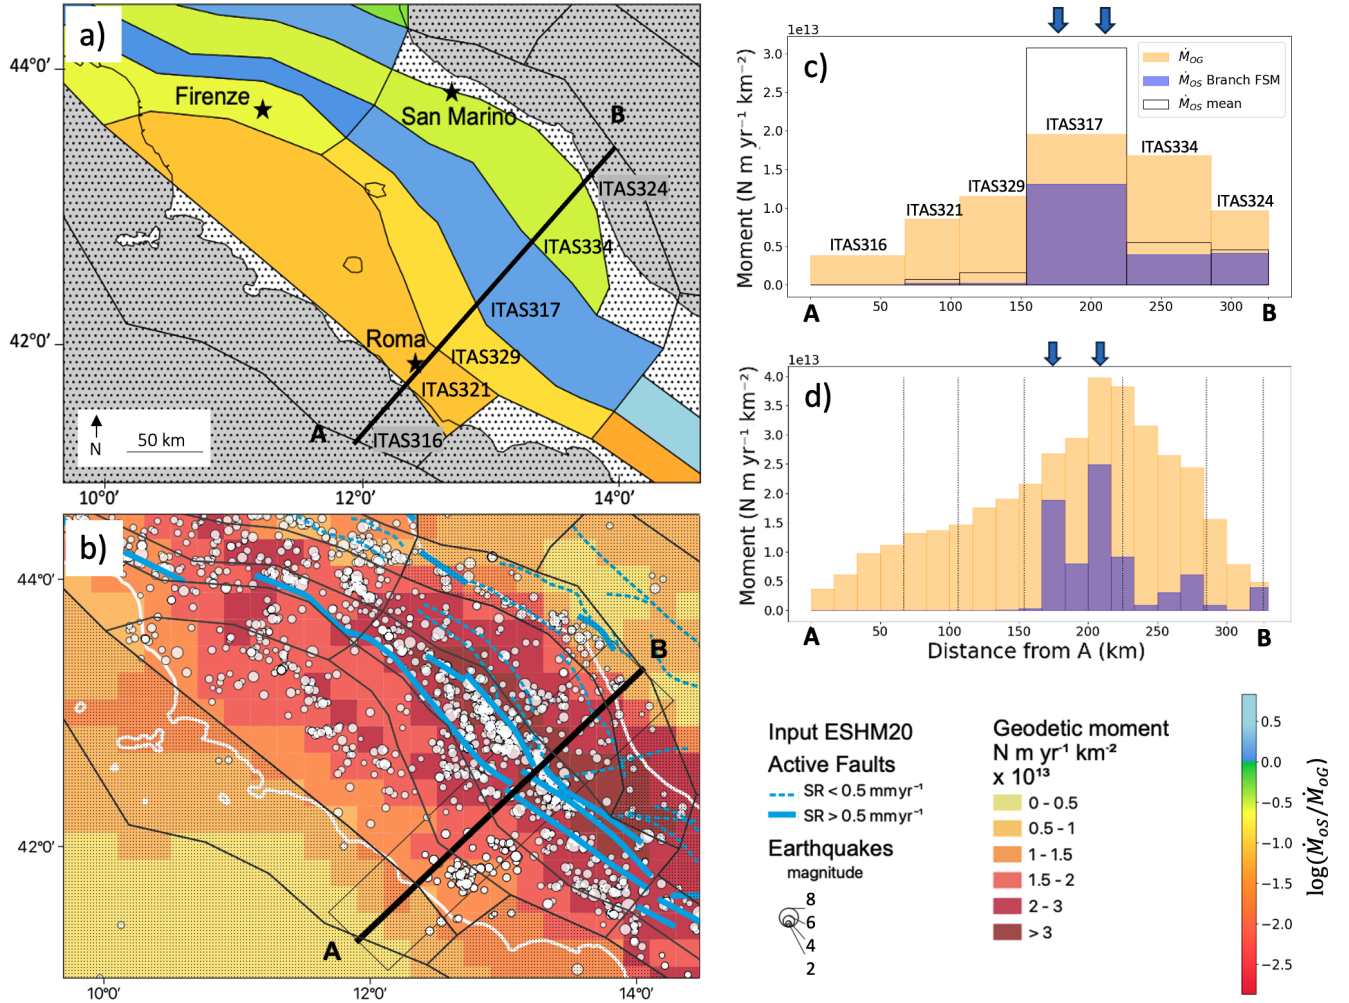 a)
44°0'
42°0'
Firenze
San Marino
B
ITAS324
ITAS334
ITAS317
Roma
ITAS329
ITAS321
A
ITAS316
N
50 km
10°0'
12°0'
14°0'
b)
44°0'
42°0'
B
A
10°0'
12°0'
14°0'
1e13
c)
Moment (N m yr⁻¹ km⁻²)
3.0
2.5
2.0
1.5
1.0
0.5
0.0
ṀOG
ṀOS Branch FSM
ṀOS mean
ITAS317
ITAS334
ITAS329
ITAS321
ITAS324
ITAS316
A
50
100
150
200
250
300
B
1e13
d)
Moment (N m yr⁻¹ km⁻²)
4.0
3.5
3.0
2.5
2.0
1.5
1.0
0.5
0.0
A
50
100
150
200
250
300
B
Distance from A (km)
Input ESHM20
Active Faults
SR < 0.5 mm yr⁻¹
SR > 0.5 mm yr⁻¹
Earthquakes
magnitude
8
6
4
2
Geodetic moment
N m yr⁻¹ km⁻²
x 10¹³
0 - 0.5
0.5 - 1
1 - 1.5
1.5 - 2
2 - 3
> 3
0.5
0.0
−0.5
−1.0
−1.5
−2.0
−2.5
log(ṀoS/ṀoG)